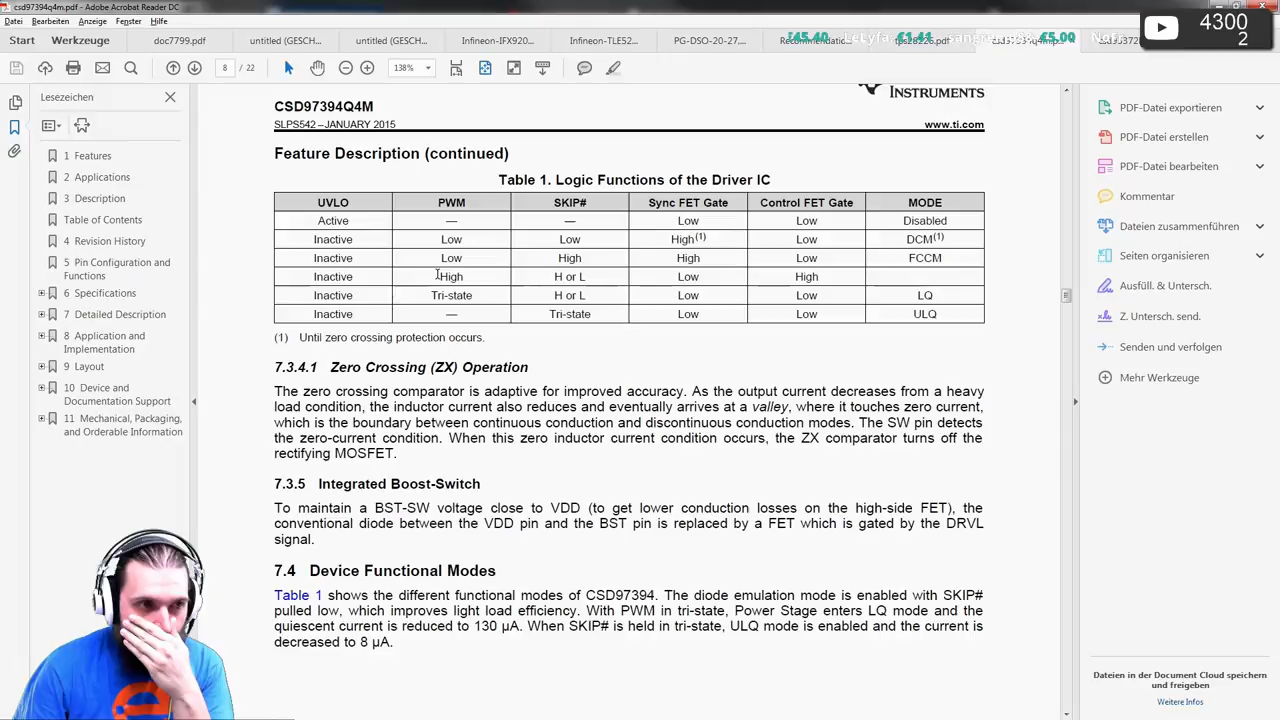 csd97394q4m.pdf - Adobe Acrobat Reader DC
Datei Bearbeiten Anzeige Fenster Hilfe
4300
2
£45.40 £1.41 £5.00
Start Werkzeuge doc7799.pdf untitled (GESCH... untitled (GESCH... Infineon-TLE52... PG-DSO-20-27,...
8 / 22 138%
Lesezeichen
1 Features
2 Applications
3 Description
Table of Contents
4 Revision History
5 Pin Configuration and
Functions
6 Specifications
7 Detailed Description
8 Application and
Implementation
9 Layout
10 Device and
Documentation Support
11 Mechanical, Packaging,
and Orderable Information
INSTRUMENTS
CSD97394Q4M
SLPS542 –JANUARY 2015 www.ti.com
Feature Description (continued)
Table 1. Logic Functions of the Driver IC
UVLO PWM SKIP# Sync FET Gate Control FET Gate MODE
Active — — Low Low Disabled
Inactive Low Low High(1) Low DCM(1)
Inactive Low High High Low FCCM
Inactive High H or L Low High
Inactive Tri-state H or L Low Low LQ
Inactive — Tri-state Low Low ULQ
(1) Until zero crossing protection occurs.
7.3.4.1 Zero Crossing (ZX) Operation
The zero crossing comparator is adaptive for improved accuracy. As the output current decreases from a heavy
load condition, the inductor current also reduces and eventually arrives at a valley, where it touches zero current,
which is the boundary between continuous conduction and discontinuous conduction modes. The SW pin detects
the zero-current condition. When this zero inductor current condition occurs, the ZX comparator turns off the
rectifying MOSFET.
7.3.5 Integrated Boost-Switch
To maintain a BST-SW voltage close to VDD (to get lower conduction losses on the high-side FET), the
conventional diode between the VDD pin and the BST pin is replaced by a FET which is gated by the DRVL
signal.
7.4 Device Functional Modes
Table 1 shows the different functional modes of CSD97394. The diode emulation mode is enabled with SKIP#
pulled low, which improves light load efficiency. With PWM in tri-state, Power Stage enters LQ mode and the
quiescent current is reduced to 130 µA. When SKIP# is held in tri-state, ULQ mode is enabled and the current is
decreased to 8 µA.
PDF-Datei exportieren
PDF-Datei erstellen
PDF-Datei bearbeiten
Kommentar
Dateien zusammenführen
Seiten organisieren
Ausfüll. & Untersch.
Z. Untersch. send.
Senden und verfolgen
Mehr Werkzeuge
Dateien in der Document Cloud speichern
und freigeben
Weitere Infos